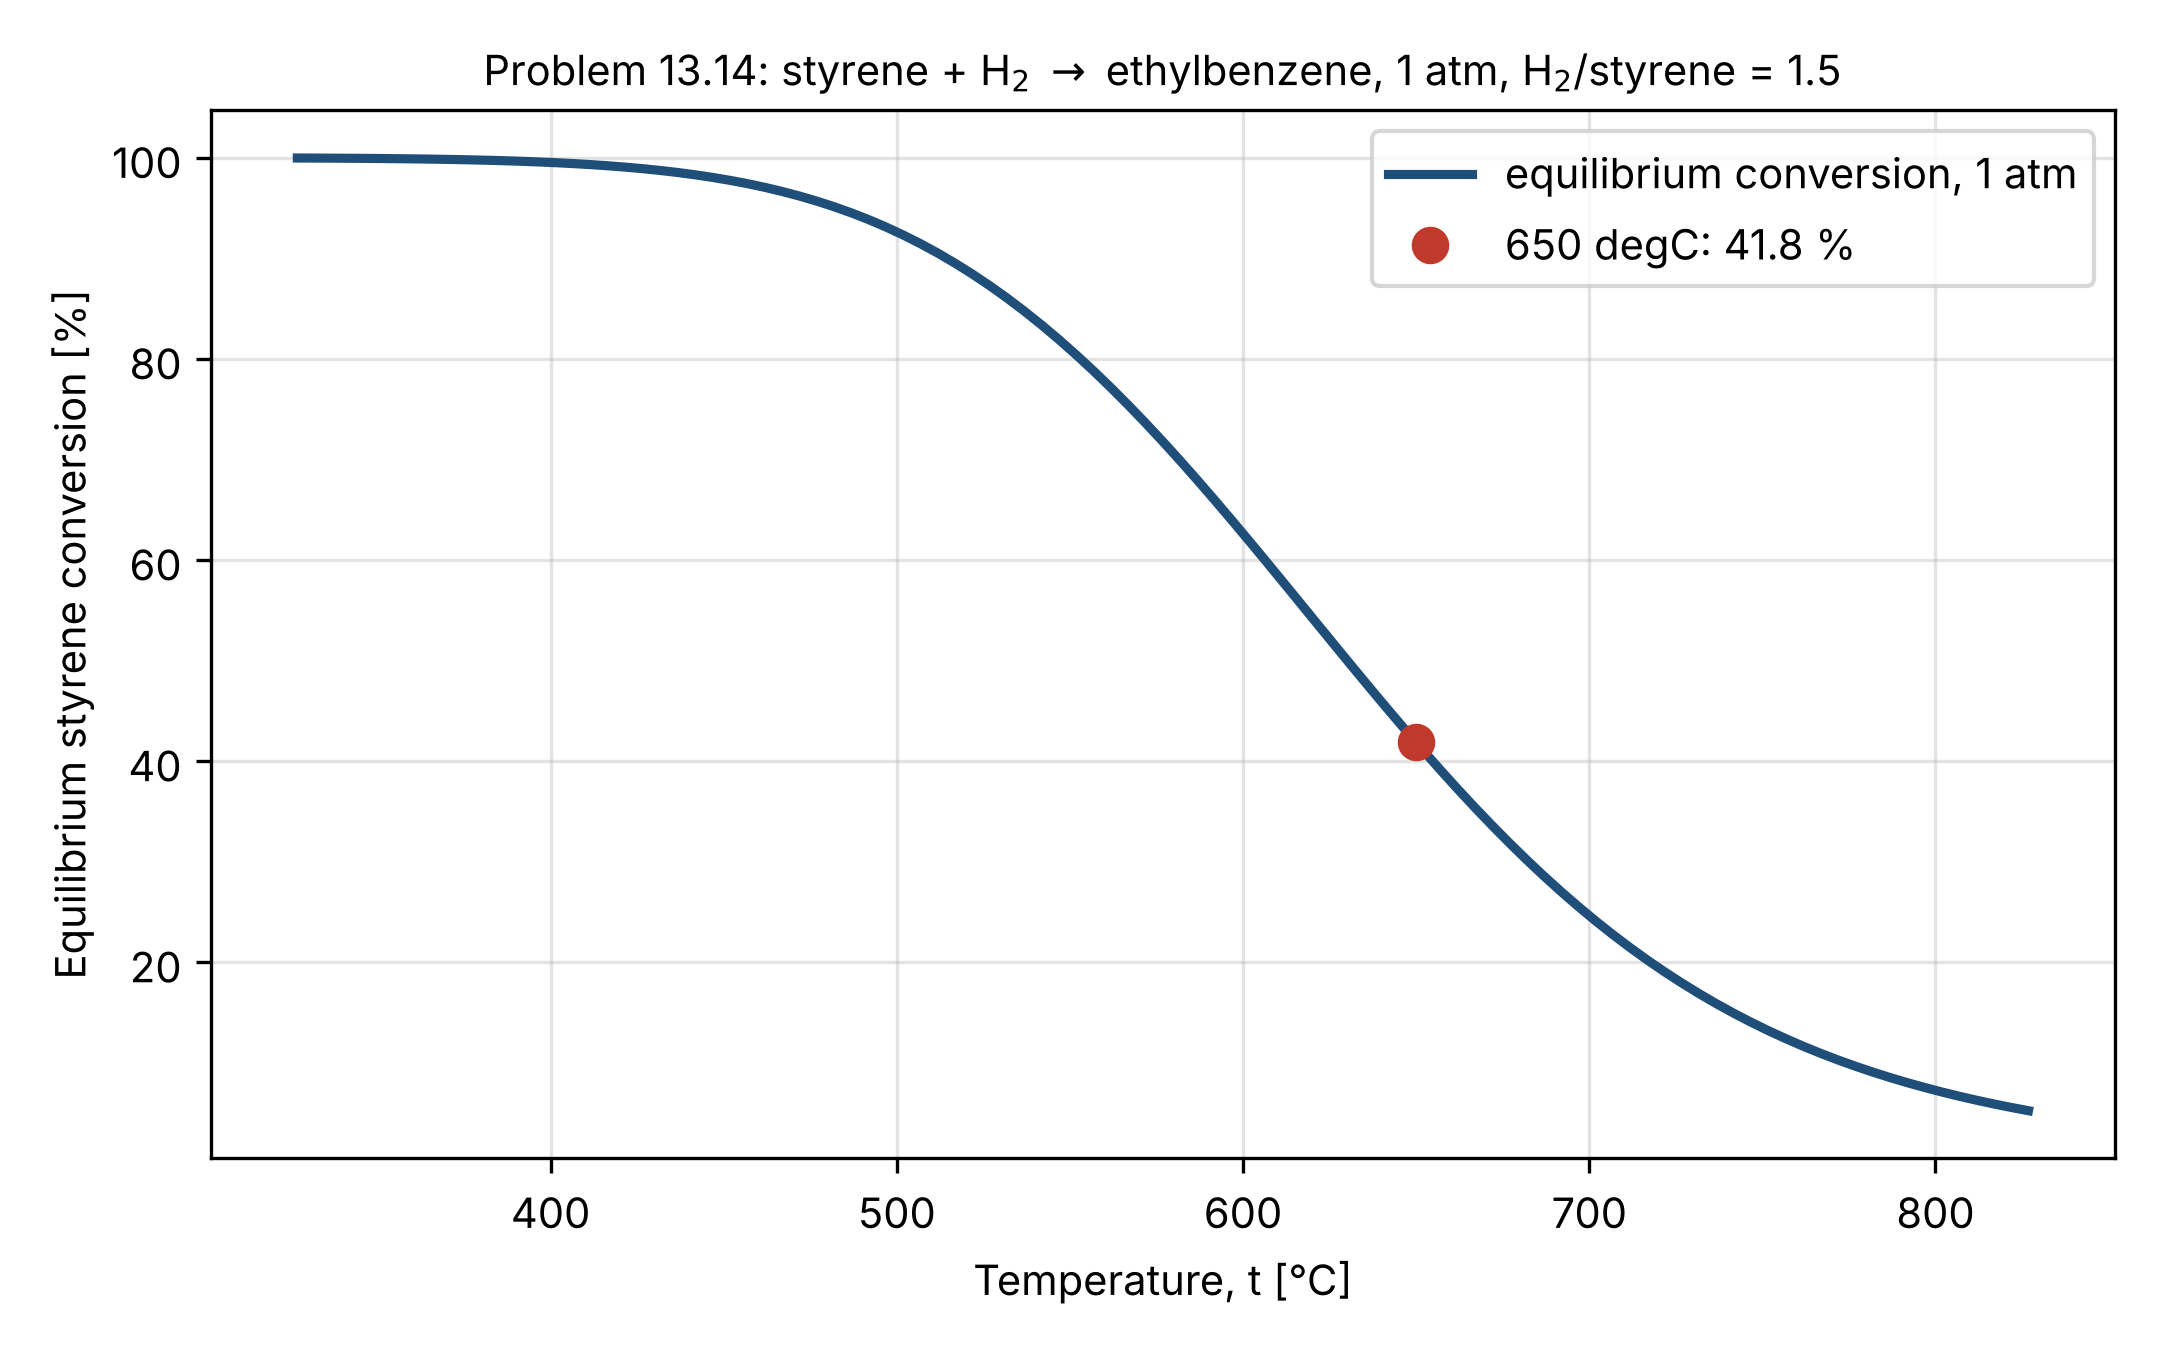 Problem 13.14: styrene + H₂ → ethylbenzene, 1 atm, H₂/styrene = 1.5
equilibrium conversion, 1 atm
650 degC: 41.8 %
Equilibrium styrene conversion [%]
100
80
60
40
20
400 500 600 700 800
Temperature, t [°C]